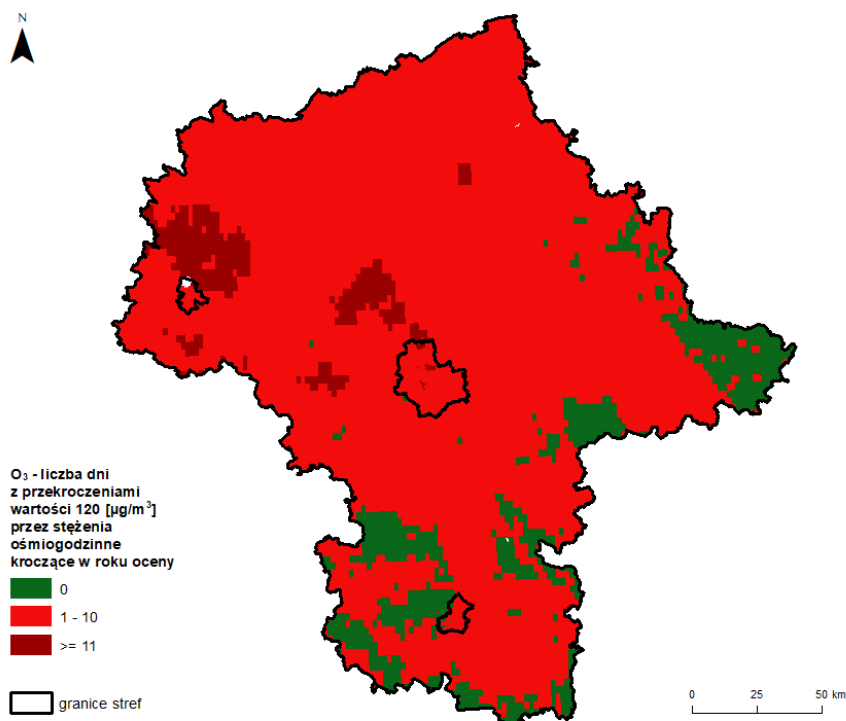 N
O₃ - liczba dni
z przekroczeniami
wartości 120 [µg/m³]
przez stężenia
ośmiogodzinne
kroczące w roku oceny
0
1 - 10
>= 11
granice stref
0 25 50 km